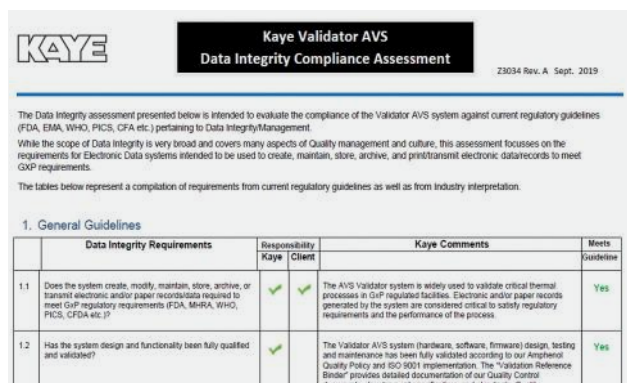 KAYE
Kaye Validator AVS
Data Integrity Compliance Assessment
Z3034 Rev. A Sept. 2019
The Data Integrity assessment presented below is intended to evaluate the compliance of the Validator AVS system against current regulatory guidelines
(FDA, EMA, WHO, PICS, CFA etc.) pertaining to Data Integrity/Management.
While the scope of Data Integrity is very broad and covers many aspects of Quality management and culture, this assessment focusses on the
requirements for Electronic Data systems intended to be used to create, maintain, store, archive, and print/transmit electronic data/records to meet
GXP requirements.
The tables below represent a compilation of requirements from current regulatory guidelines as well as from Industry interpretation.
1. General Guidelines
Data Integrity Requirements
Responsibility
Kaye Comments
Meets
Kaye
Client
Guideline
1.1
Does the system create, modify, maintain, store, archive, or
transmit electronic and/or paper records/data required to
meet GxP regulatory requirements (FDA, MHRA, WHO,
PICS, CFDA etc.)?
The AVS Validator system is widely used to validate critical thermal
processes in GxP regulated facilities. Electronic and/or paper records
generated by the system are considered critical to satisfy regulatory
requirements and the performance of the process.
Yes
1.2
Has the system design and functionality been fully qualified
and validated?
The Validator AVS system (hardware, software, firmware) design, testing
and maintenance has been fully validated according to our Amphenol
Quality Policy and ISO 9001 implementation. The "Validation Reference
Binder" provides detailed documentation of our Quality Control
Yes